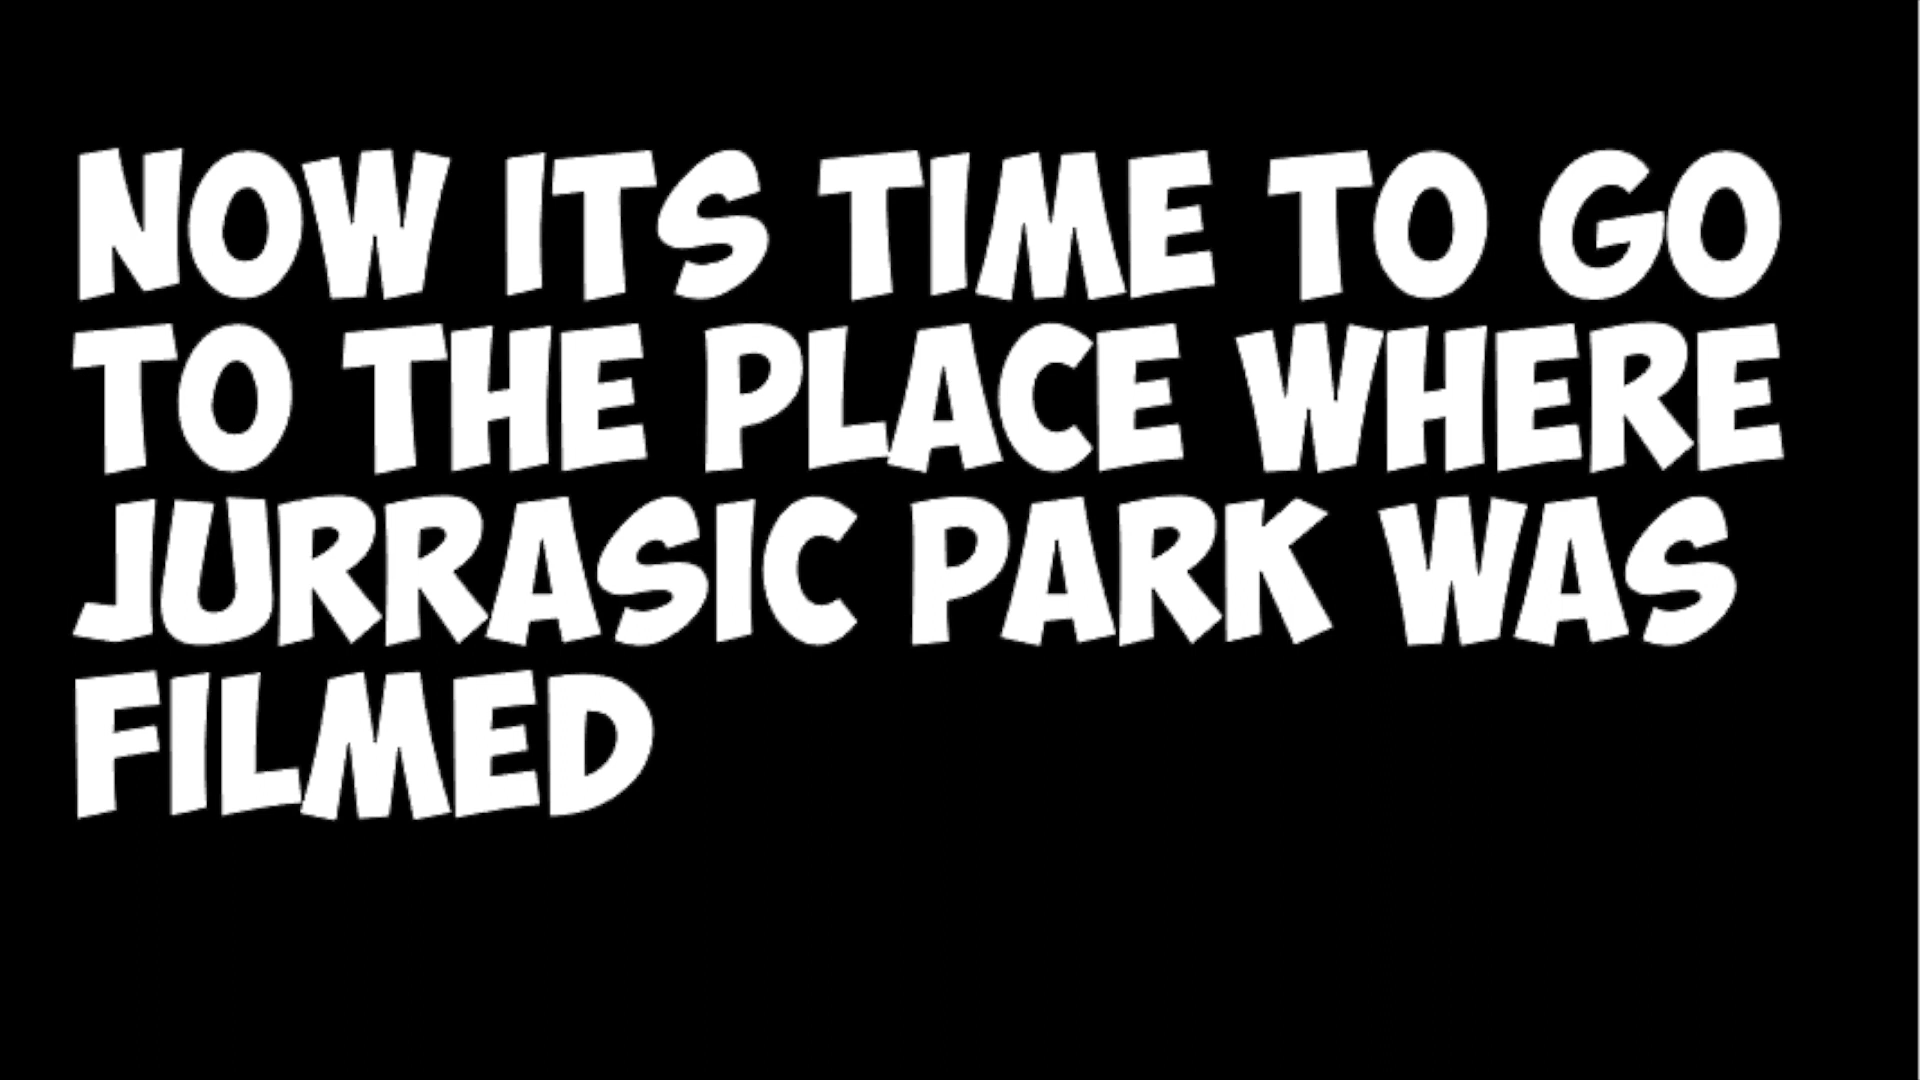 NOW ITS TIME TO GO
TO THE PLACE WHERE
JURRASIC PARK WAS
FILMED